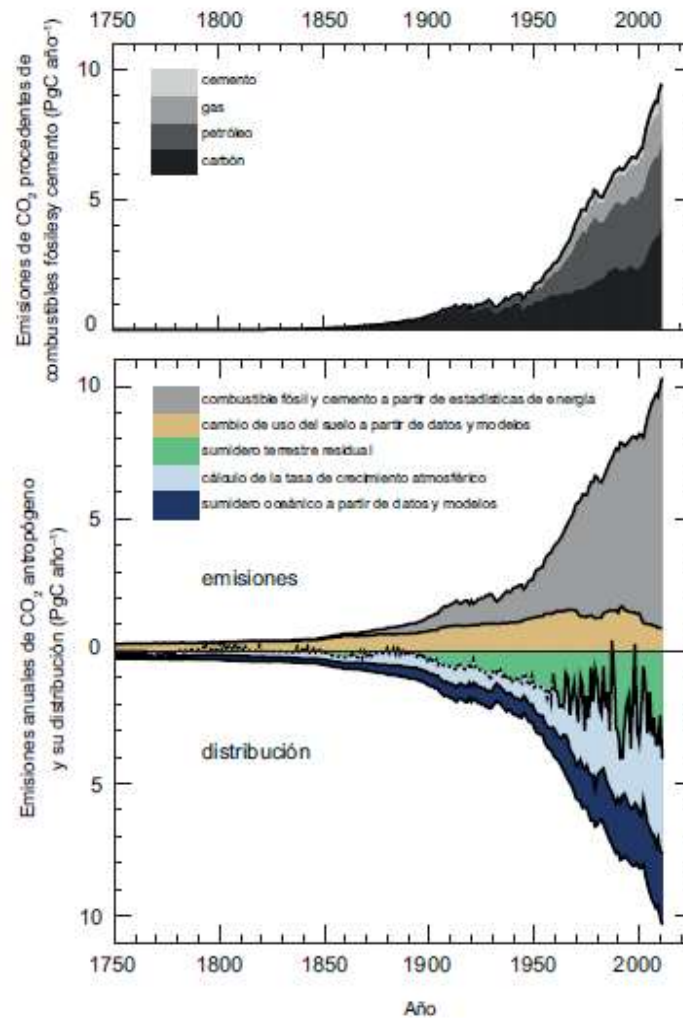 1750 1800 1850 1900 1950 2000
Emisiones de CO₂ procedentes de
combustibles fósilesy cemento (PgC año⁻¹)
10
5
0
cemento
gas
petróleo
carbón
Emisiones anuales de CO₂ antropógeno
y su distribución (PgC año⁻¹)
10
5
0
5
10
combustible fósil y cemento a partir de estadísticas de energía
cambio de uso del suelo a partir de datos y modelos
sumidero terrestre residual
cálculo de la tasa de crecimiento atmosférico
sumidero oceánico a partir de datos y modelos
emisiones
distribución
1750 1800 1850 1900 1950 2000
Año